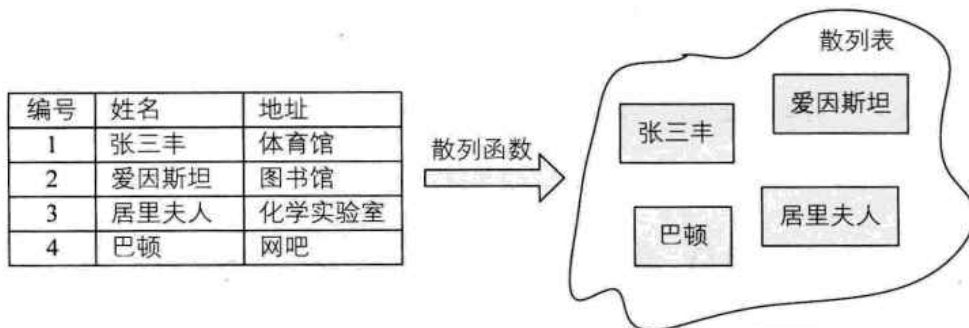 编号 姓名 地址
1 张三丰 体育馆
2 爱因斯坦 图书馆
3 居里夫人 化学实验室
4 巴顿 网吧
散列函数
散列表
张三丰
爱因斯坦
巴顿
居里夫人